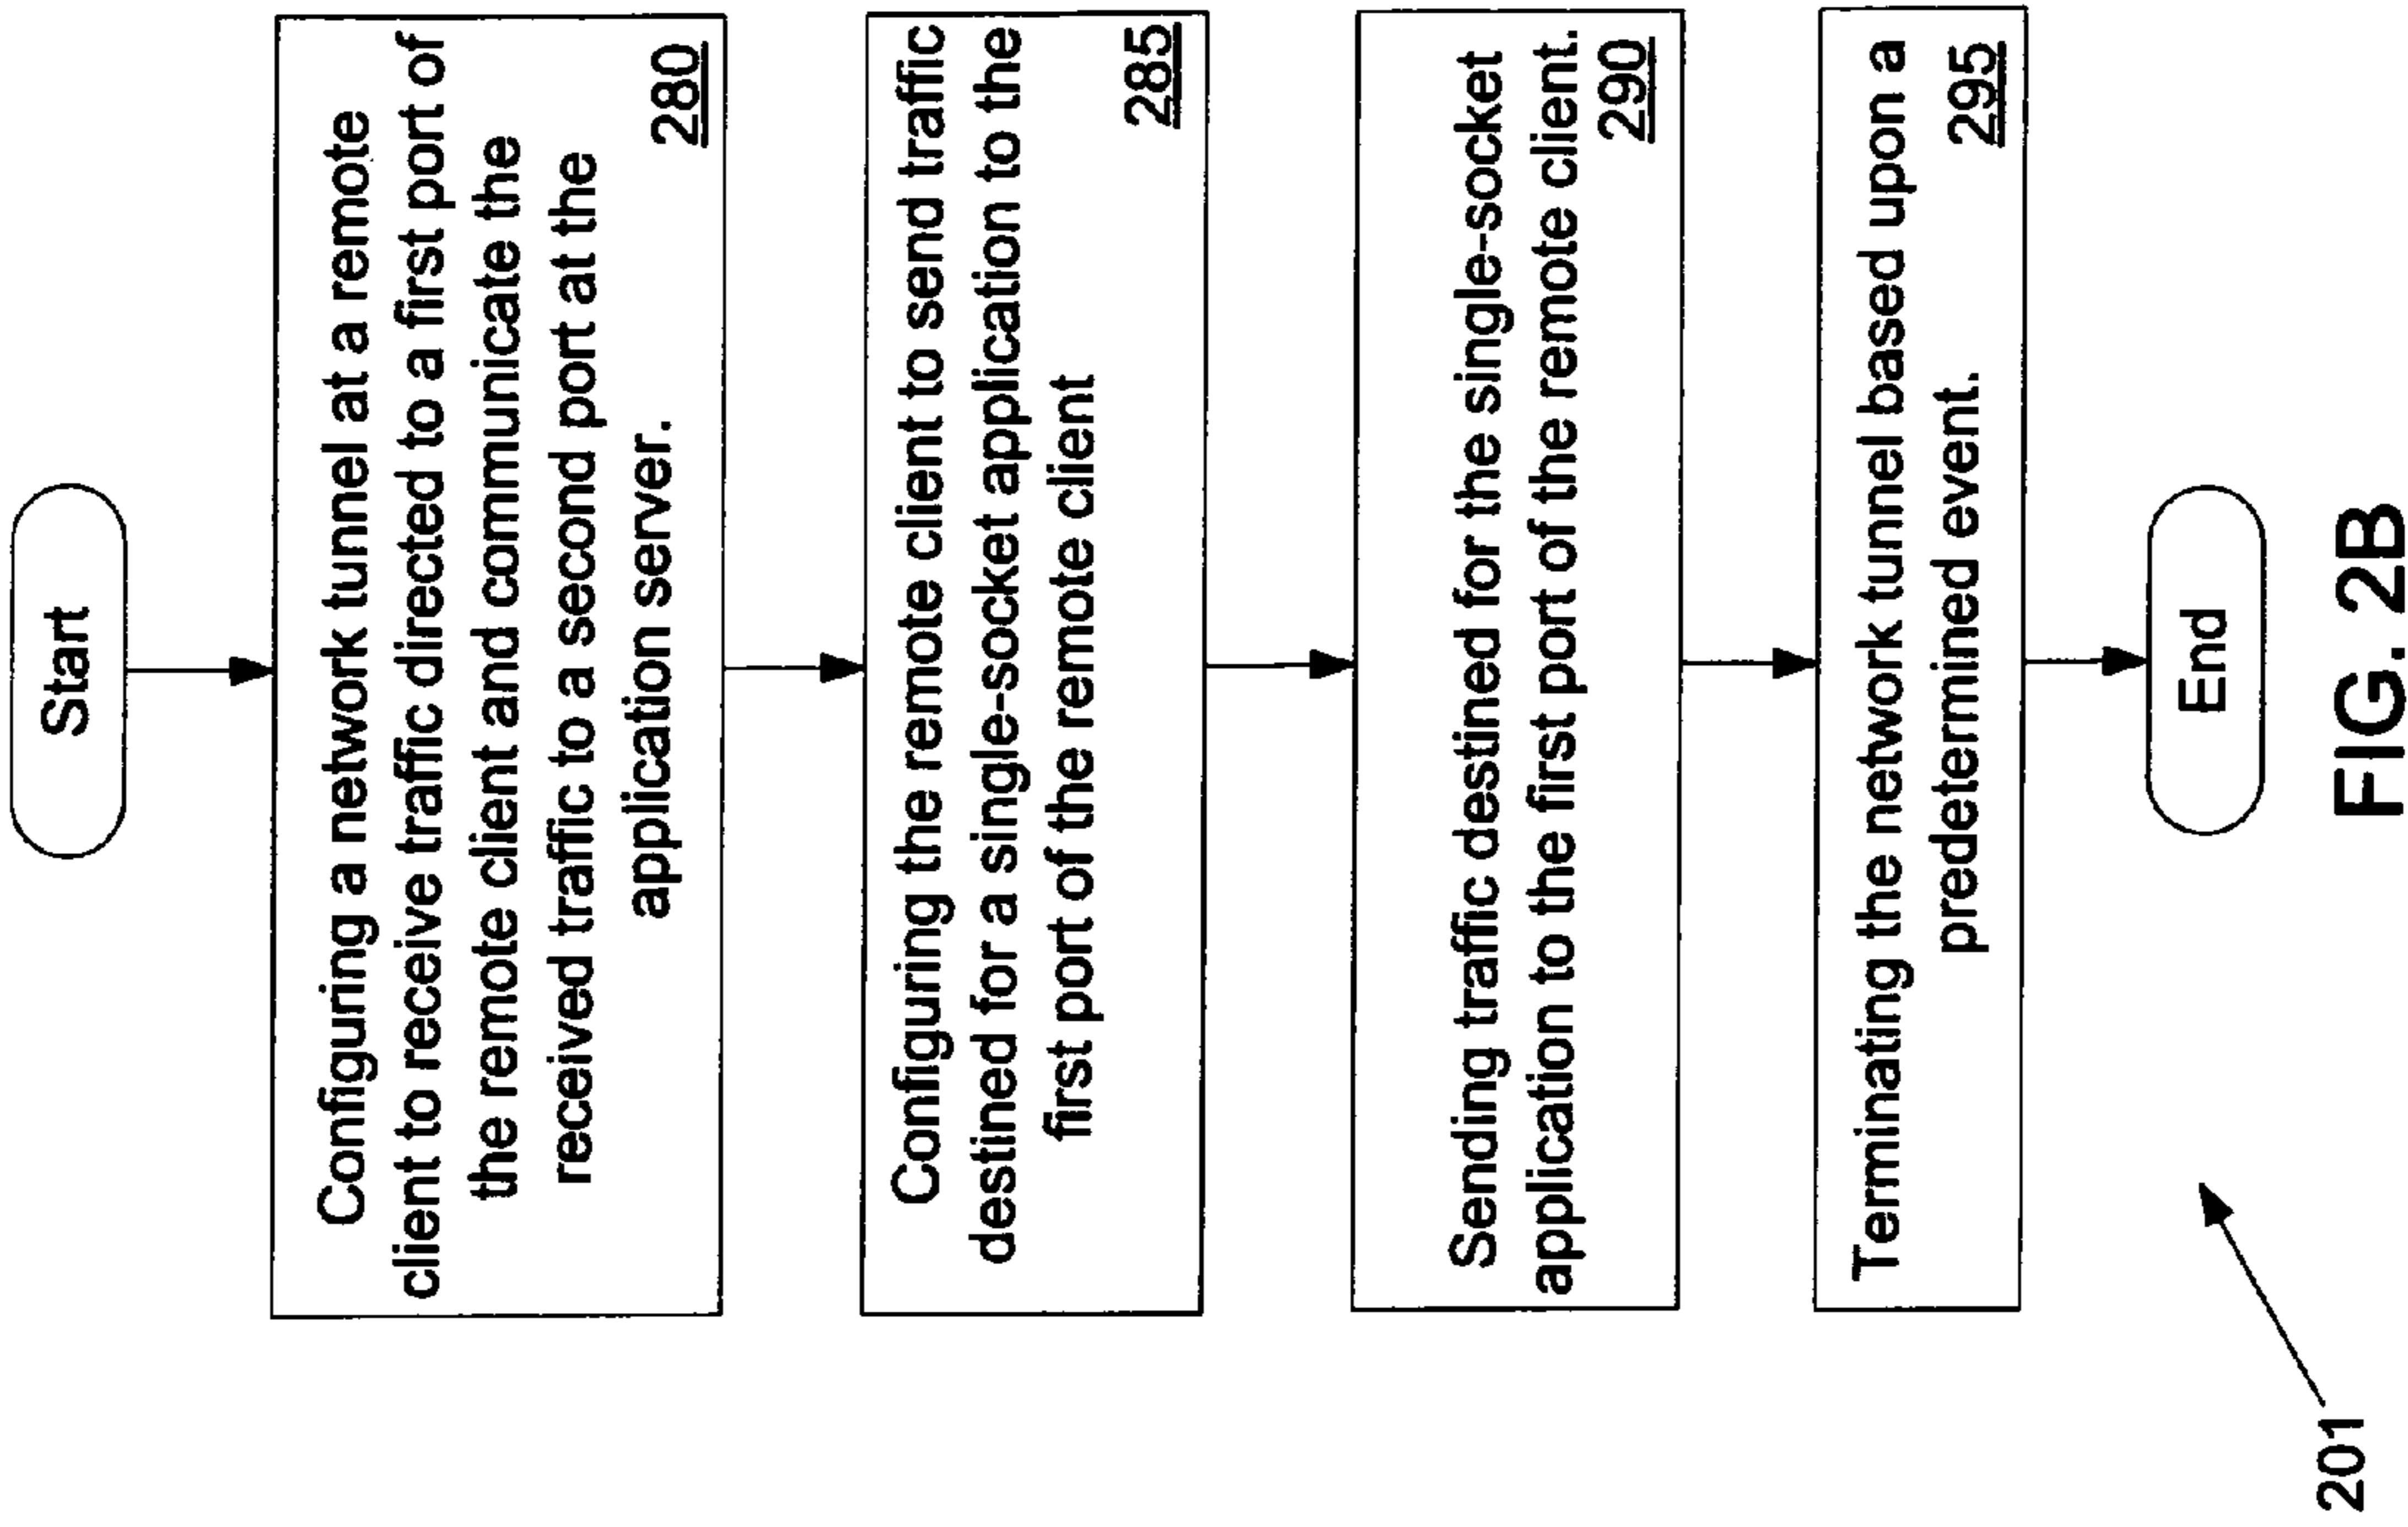 Start
Configuring a network tunnel at a remote
client to receive traffic directed to a first port of
the remote client and communicate the
received traffic to a second port at the
application server.
280
Configuring the remote client to send traffic
destined for a single-socket application to the
first port of the remote client
285
Sending traffic destined for the single-socket
application to the first port of the remote client.
290
Terminating the network tunnel based upon a
predetermined event.
295
End
201
FIG. 2B